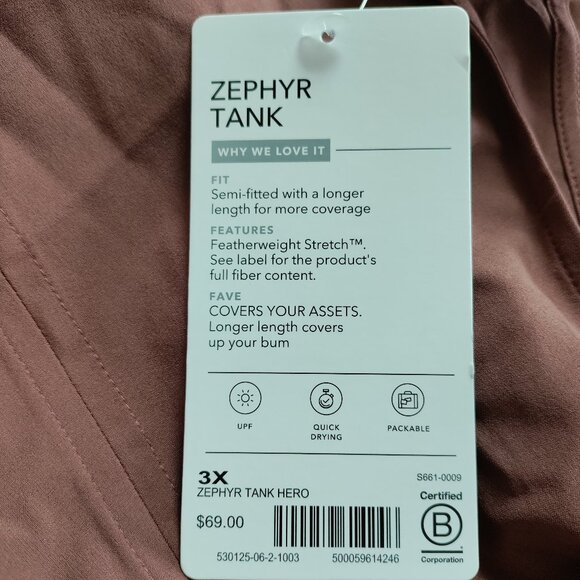 ZEPHYR
TANK
WHY WE LOVE IT
FIT
Semi-fitted with a longer
length for more coverage
FEATURES
Featherweight Stretch™.
See label for the product's
full fiber content.
FAVE
COVERS YOUR ASSETS.
Longer length covers
up your bum
UPF
QUICK
DRYING
PACKABLE
3X
S661-0009
ZEPHYR TANK HERO
$69.00
530125-06-2-1003
500059614246
Certified
B
Corporation